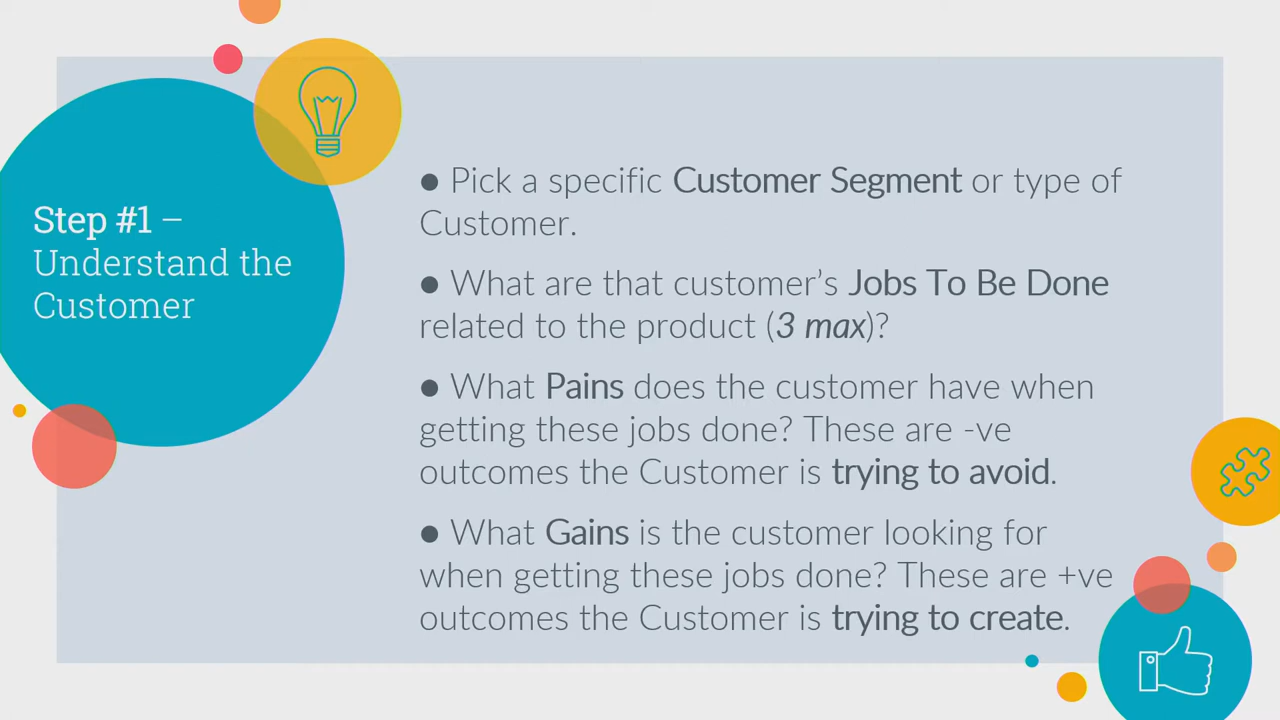 Step #1 –
Understand the
Customer
● Pick a specific Customer Segment or type of
Customer.
● What are that customer’s Jobs To Be Done
related to the product (3 max)?
● What Pains does the customer have when
getting these jobs done? These are -ve
outcomes the Customer is trying to avoid.
● What Gains is the customer looking for
when getting these jobs done? These are +ve
outcomes the Customer is trying to create.